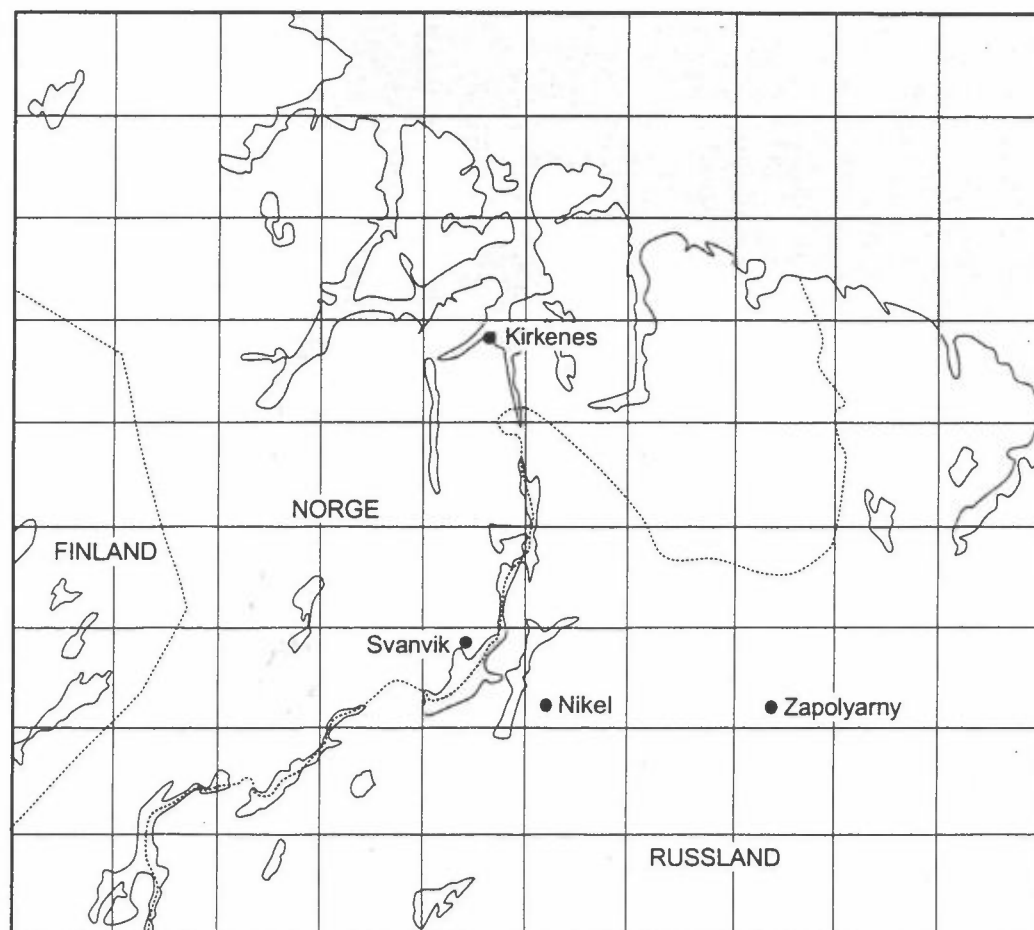 Kirkenes
NORGE
FINLAND
Svanvik
Nikel
Zapolyarny
RUSSLAND